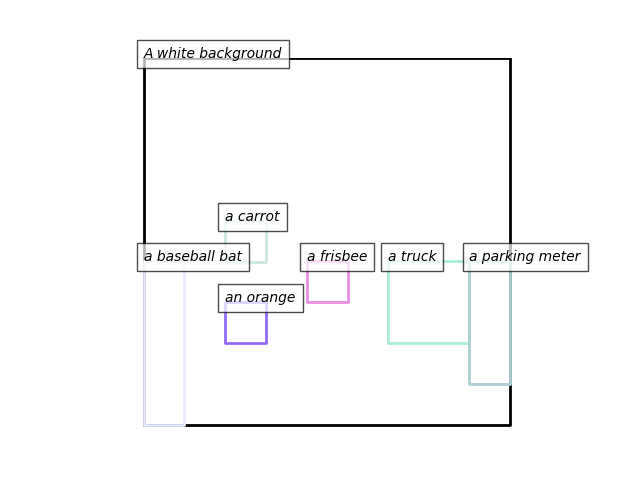 A white background
a carrot
a baseball bat
a frisbee
a truck
a parking meter
an orange